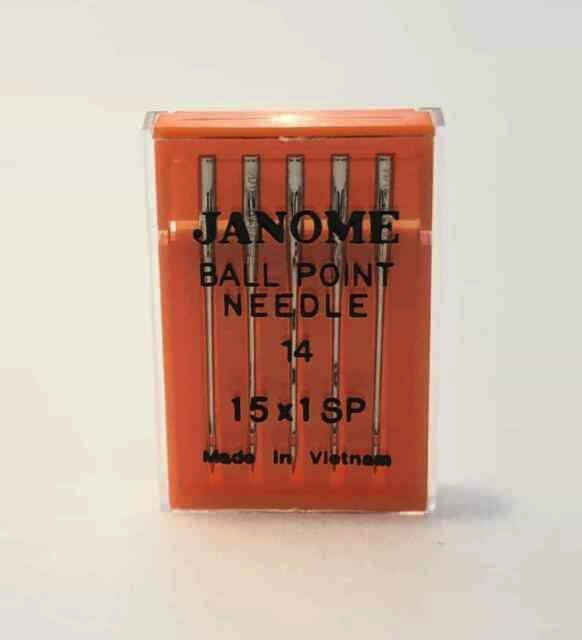 JANOME
BALL POINT
NEEDLE
14
15x1SP
Made In Vietnam